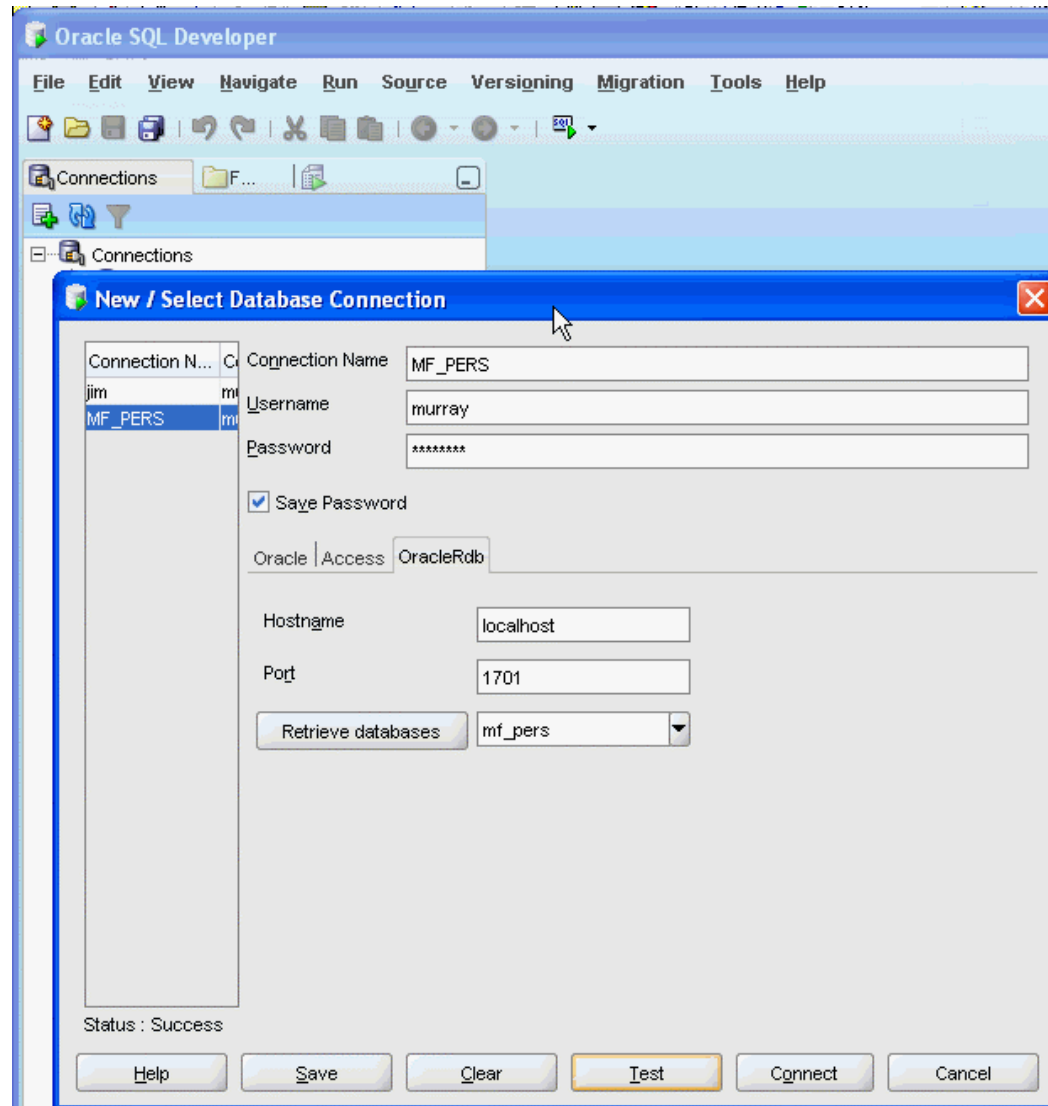 Oracle SQL Developer
File Edit View Navigate Run Source Versioning Migration Tools Help
Connections F...
Connections
New / Select Database Connection
Connection N...
jim
MF_PERS
Connection Name MF_PERS
Username murray
Password ********
Save Password
Oracle Access OracleRdb
Hostname localhost
Port 1701
Retrieve databases mf_pers
Status : Success
Help Save Clear Test Connect Cancel